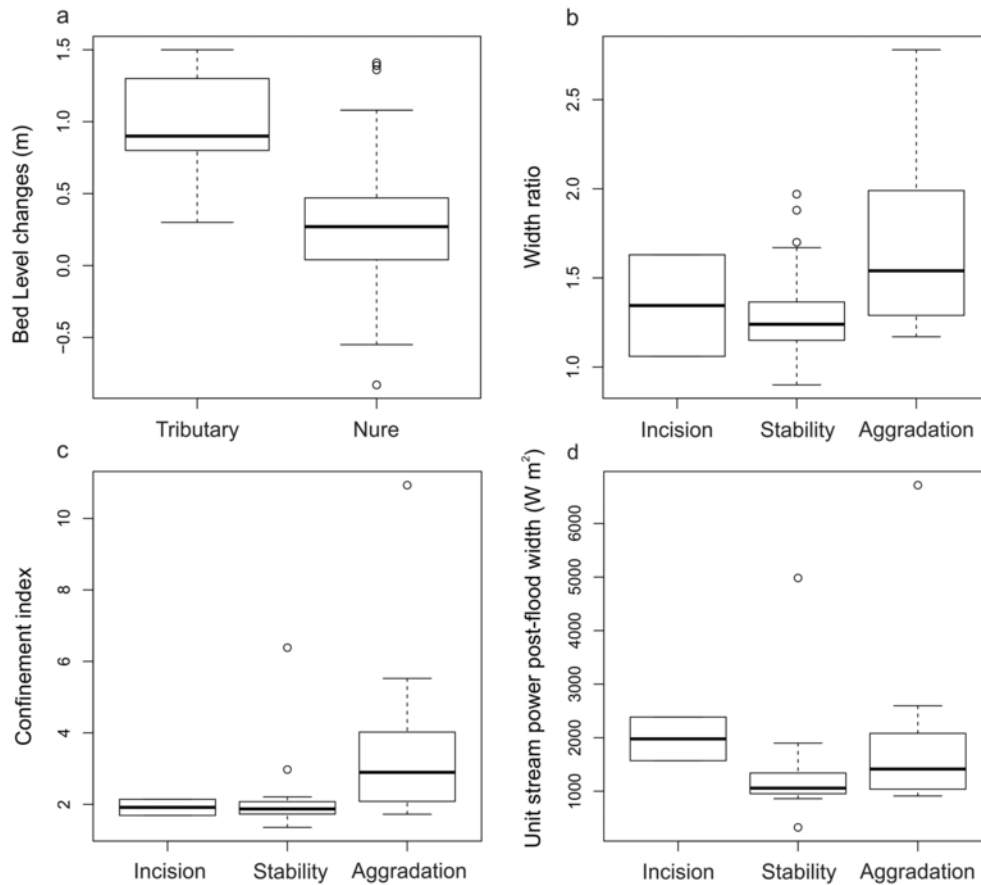 a
Bed Level changes (m)
1.5
1.0
0.5
0.0
−0.5
Tributary Nure
b
Width ratio
2.5
2.0
1.5
1.0
Incision Stability Aggradation
c
Confinement index
10
8
6
4
2
Incision Stability Aggradation
d
Unit stream power post-flood width (W m²)
6000
5000
4000
3000
2000
1000
Incision Stability Aggradation